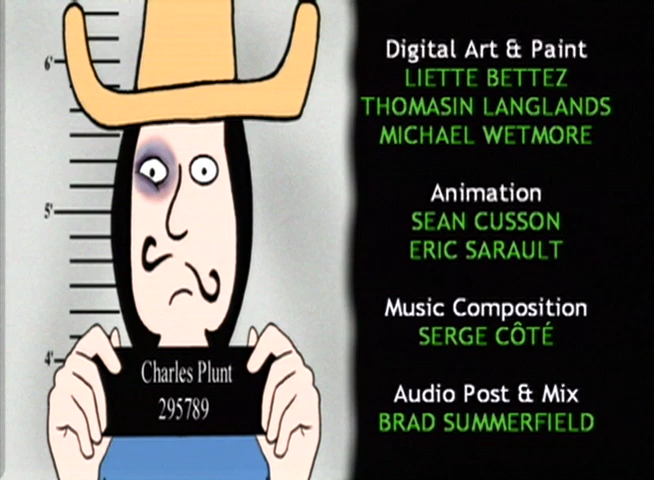 6'
5'
4'
Charles Plunt
295789
Digital Art & Paint
LIETTE BETTEZ
THOMASIN LANGLANDS
MICHAEL WETMORE
Animation
SEAN CUSSON
ERIC SARAULT
Music Composition
SERGE CÔTÉ
Audio Post & Mix
BRAD SUMMERFIELD